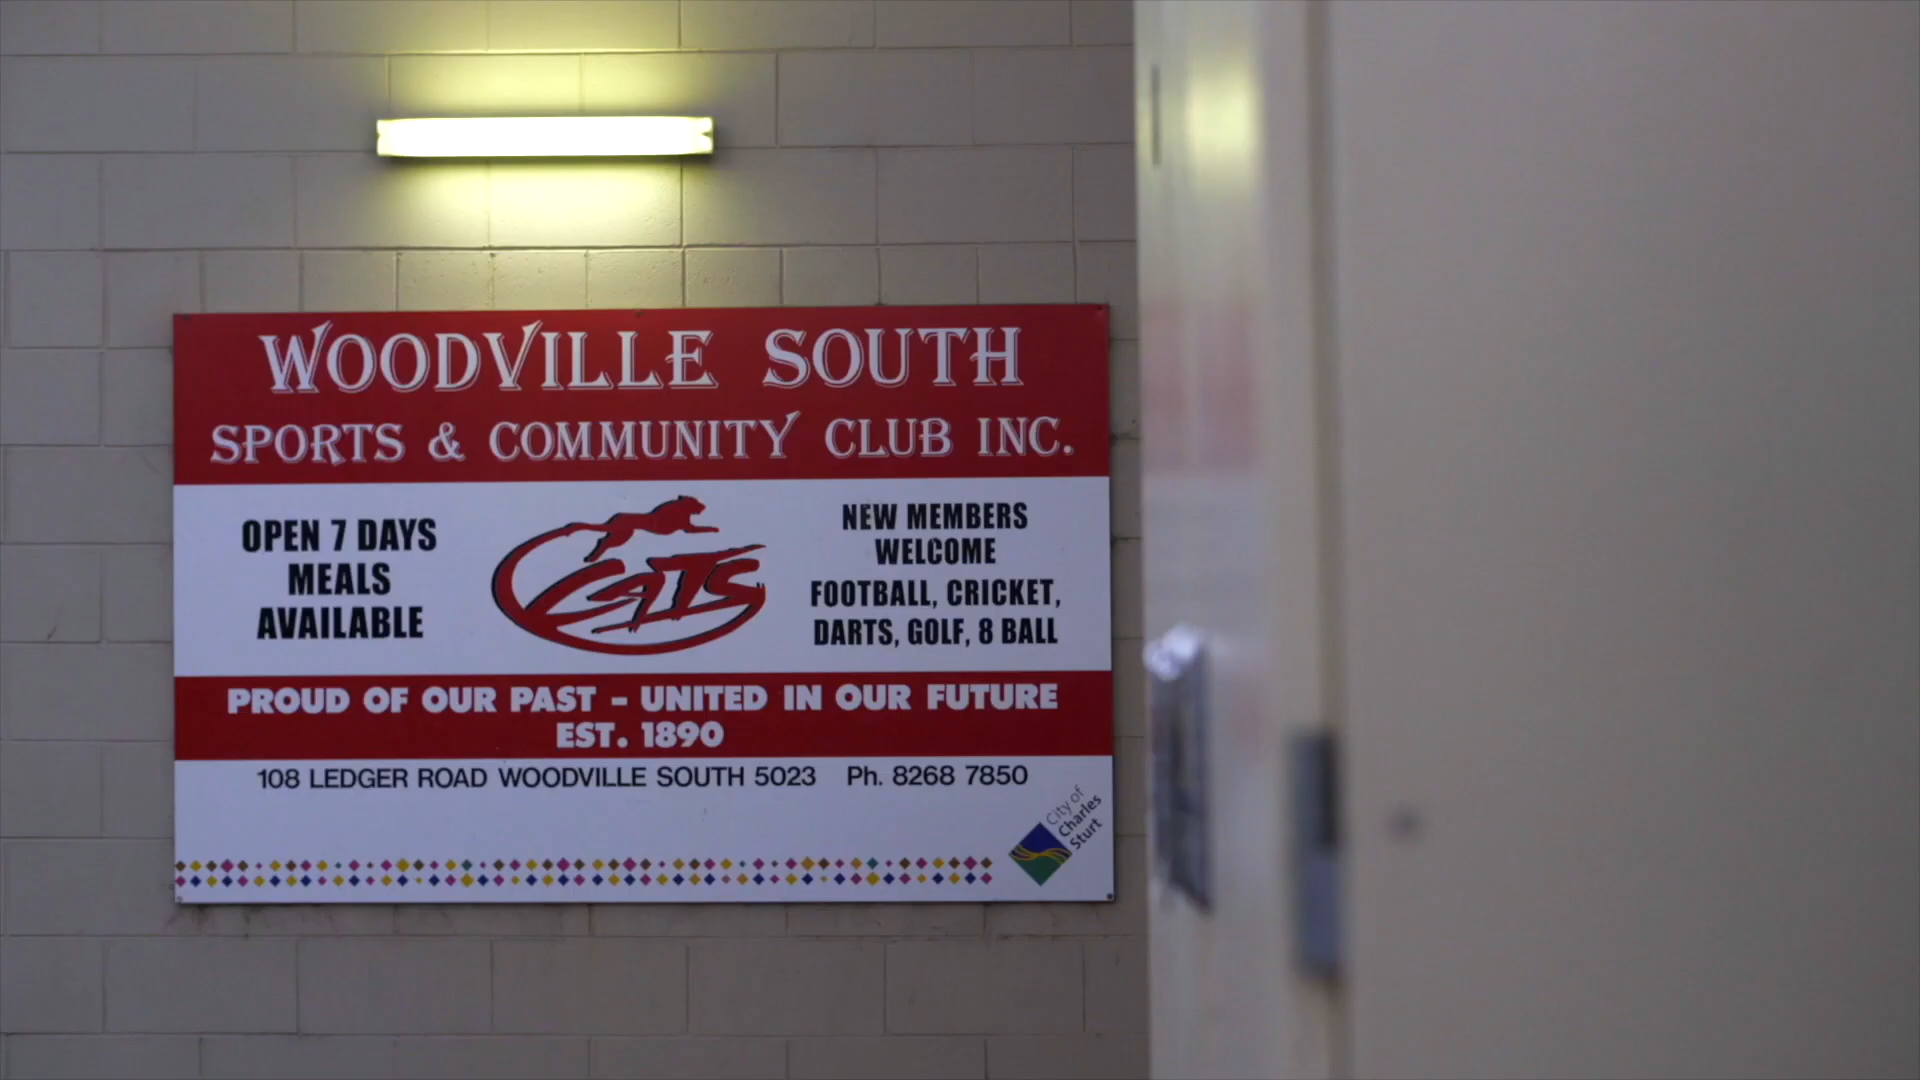 WOODVILLE SOUTH
SPORTS & COMMUNITY CLUB INC.
OPEN 7 DAYS
MEALS
AVAILABLE
CATS
NEW MEMBERS
WELCOME
FOOTBALL, CRICKET,
DARTS, GOLF, 8 BALL
PROUD OF OUR PAST - UNITED IN OUR FUTURE
EST. 1890
108 LEDGER ROAD WOODVILLE SOUTH 5023 Ph. 8268 7850
City of
Charles
Sturt